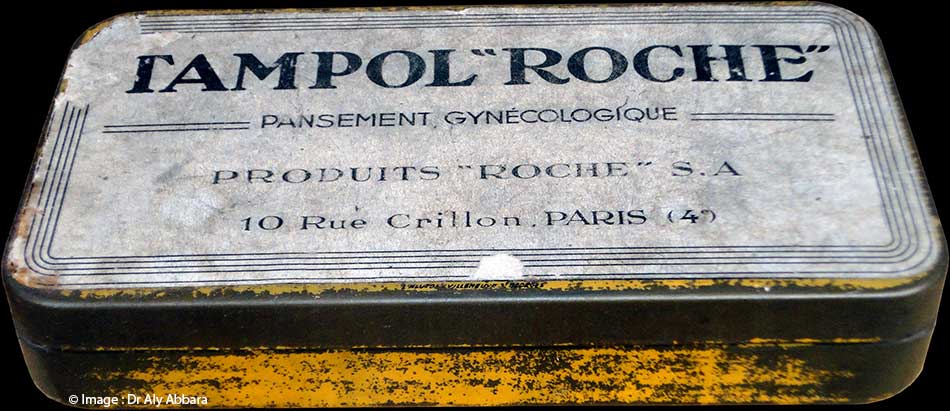 TAMPOL "ROCHE"
PANSEMENT GYNÉCOLOGIQUE
PRODUITS "ROCHE" S.A
10 Rue Crillon, PARIS (4e)
© Image : Dr Aly Abbara